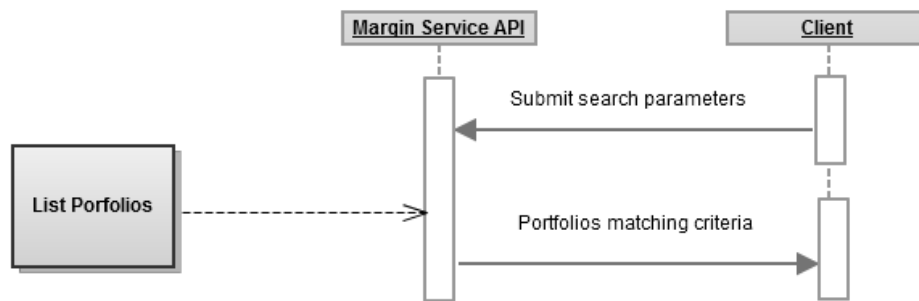 Margin Service API
Client
Submit search parameters
List Porfolios
Portfolios matching criteria